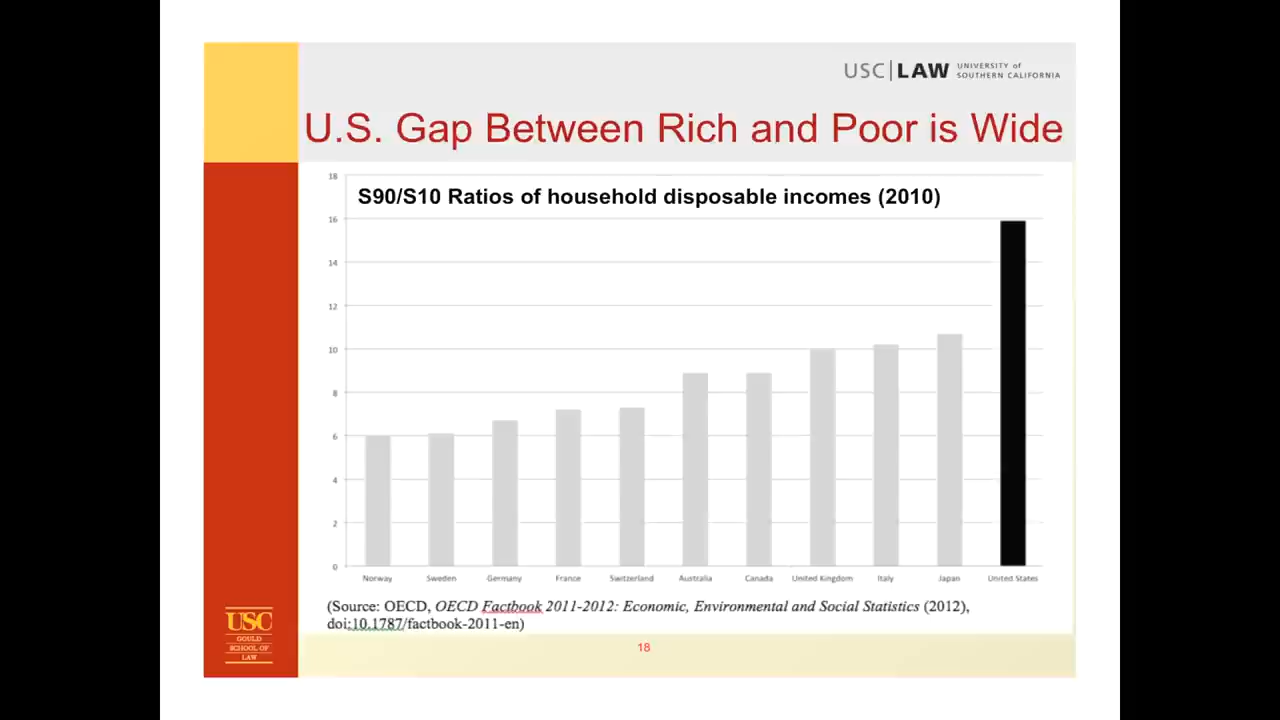 USC LAW UNIVERSITY of
SOUTHERN CALIFORNIA
U.S. Gap Between Rich and Poor is Wide
S90/S10 Ratios of household disposable incomes (2010)
18
16
14
12
10
8
6
4
2
0
Norway Sweden Germany France Switzerland Australia Canada United Kingdom Italy Japan United States
(Source: OECD, OECD Factbook 2011-2012: Economic, Environmental and Social Statistics (2012),
doi:10.1787/factbook-2011-en)
USC
GOULD
SCHOOL OF
LAW
18